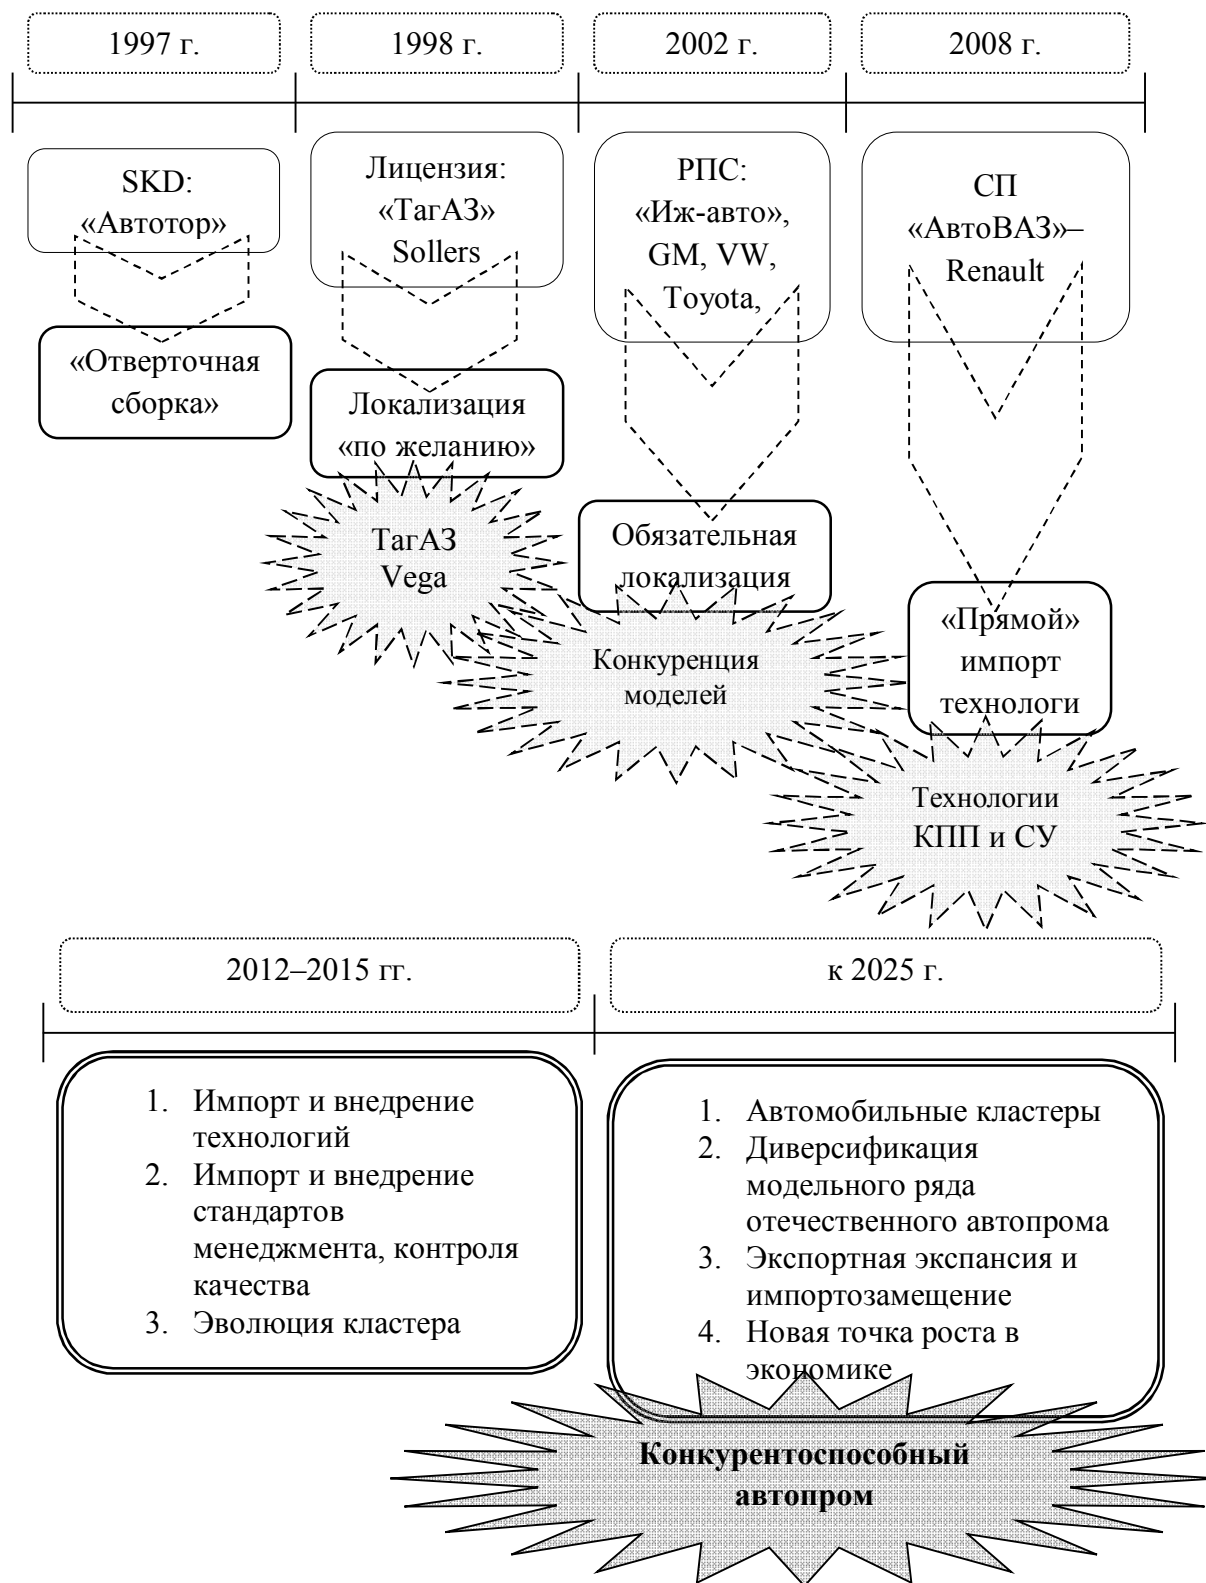 1997 г.
1998 г.
2002 г.
2008 г.
SKD:
«Автотор»
Лицензия:
«ТагАЗ»
Sollers
РПС:
«Иж-авто»,
GM, VW,
Toyota,
СП
«АвтоВАЗ»–
Renault
«Отверточная
сборка»
Локализация
«по желанию»
Обязательная
локализация
«Прямой»
импорт
технологи
ТагАЗ
Vega
Конкуренция
моделей
Технологии
КПП и СУ
2012–2015 гг.
к 2025 г.
1. Импорт и внедрение
технологий
2. Импорт и внедрение
стандартов
менеджмента, контроля
качества
3. Эволюция кластера
1. Автомобильные кластеры
2. Диверсификация
модельного ряда
отечественного автопрома
3. Экспортная экспансия и
импортозамещение
4. Новая точка роста в
экономике
Конкурентоспособный
автопром